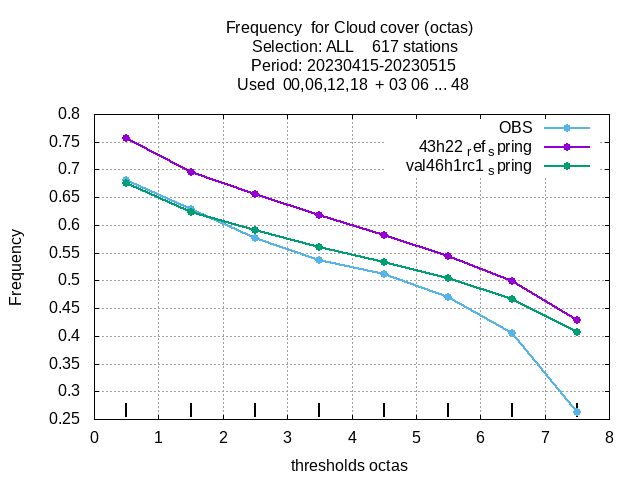 Frequency for Cloud cover (octas)
Selection: ALL 617 stations
Period: 20230415-20230515
Used 00,06,12,18 + 03 06 ... 48
OBS
43h22 ref spring
val46h1rc1 spring
0.8
0.75
0.7
0.65
0.6
0.55
0.5
0.45
0.4
0.35
0.3
0.25
Frequency
0 1 2 3 4 5 6 7 8
thresholds octas